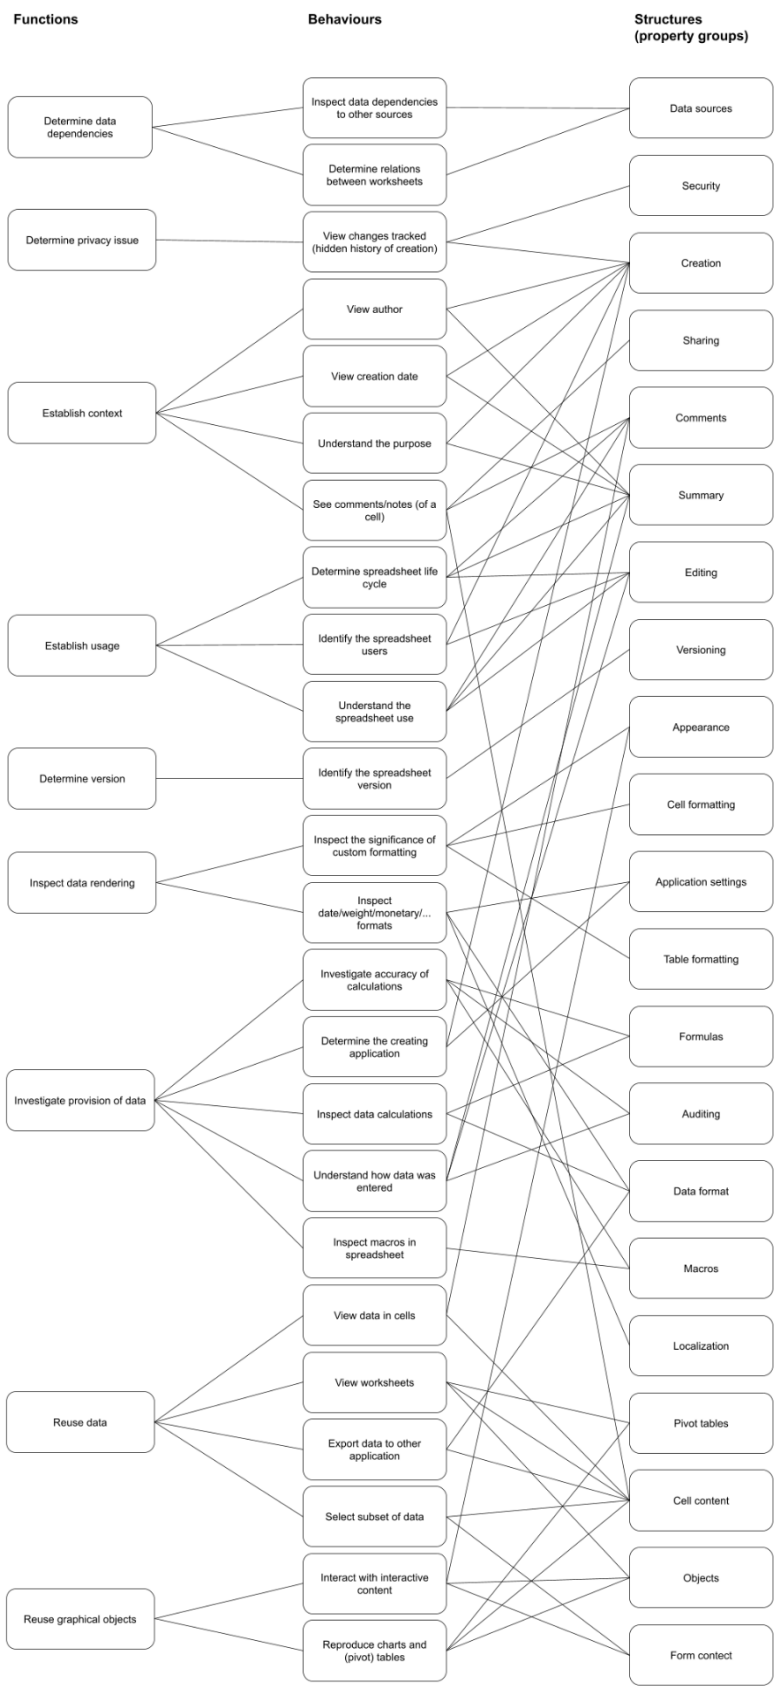 Functions
Behaviours
Structures
(property groups)
Determine data
dependencies
Determine privacy issue
Establish context
Establish usage
Determine version
Inspect data rendering
Investigate provision of data
Reuse data
Reuse graphical objects
Inspect data dependencies
to other sources
Determine relations
between worksheets
View changes tracked
(hidden history of creation)
View author
View creation date
Understand the purpose
See comments/notes (of a
cell)
Determine spreadsheet life
cycle
Identify the spreadsheet
users
Understand the
spreadsheet use
Identify the spreadsheet
version
Inspect the significance of
custom formatting
Inspect
date/weight/monetary/...
formats
Investigate accuracy of
calculations
Determine the creating
application
Inspect data calculations
Understand how data was
entered
Inspect macros in
spreadsheet
View data in cells
View worksheets
Export data to other
application
Select subset of data
Interact with interactive
content
Reproduce charts and
(pivot) tables
Data sources
Security
Creation
Sharing
Comments
Summary
Editing
Versioning
Appearance
Cell formatting
Application settings
Table formatting
Formulas
Auditing
Data format
Macros
Localization
Pivot tables
Cell content
Objects
Form contect